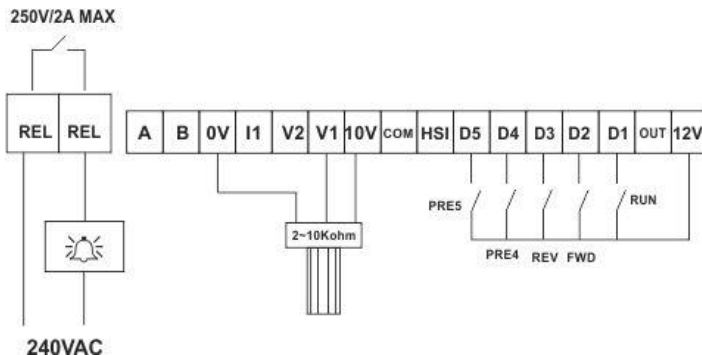 250V/2A MAX
REL REL
A B 0V I1 V2 V1 10V COM HSI D5 D4 D3 D2 D1 OUT 12V
PRE5
RUN
2~10Kohm
PRE4 REV FWD
240VAC